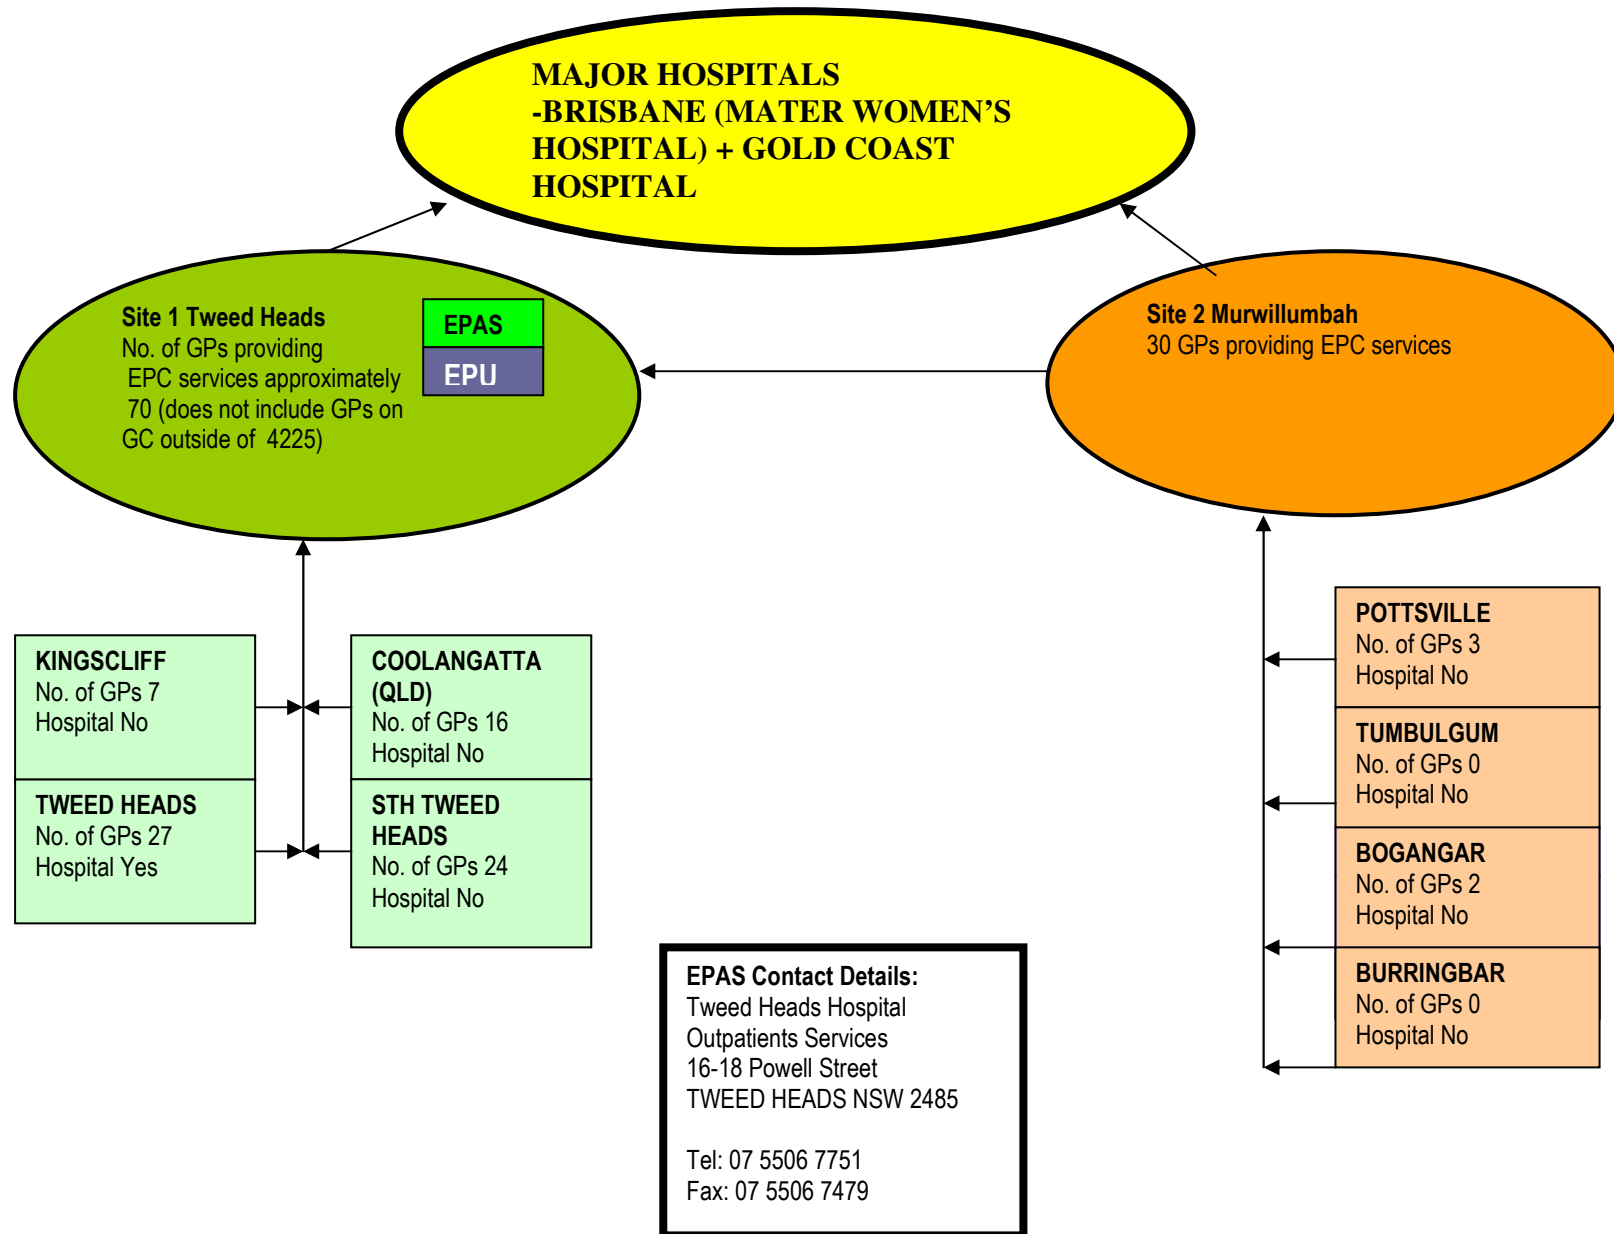 MAJOR HOSPITALS
-BRISBANE (MATER WOMEN'S
HOSPITAL) + GOLD COAST
HOSPITAL
Site 1 Tweed Heads
No. of GPs providing
EPC services approximately
70 (does not include GPs on
GC outside of 4225)
EPAS
EPU
Site 2 Murwillumbah
30 GPs providing EPC services
KINGSCLIFF
No. of GPs 7
Hospital No
COOLANGATTA
(QLD)
No. of GPs 16
Hospital No
TWEED HEADS
No. of GPs 27
Hospital Yes
STH TWEED
HEADS
No. of GPs 24
Hospital No
POTTSVILLE
No. of GPs 3
Hospital No
TUMBULGUM
No. of GPs 0
Hospital No
BOGANGAR
No. of GPs 2
Hospital No
BURRINGBAR
No. of GPs 0
Hospital No
EPAS Contact Details:
Tweed Heads Hospital
Outpatients Services
16-18 Powell Street
TWEED HEADS NSW 2485
Tel: 07 5506 7751
Fax: 07 5506 7479